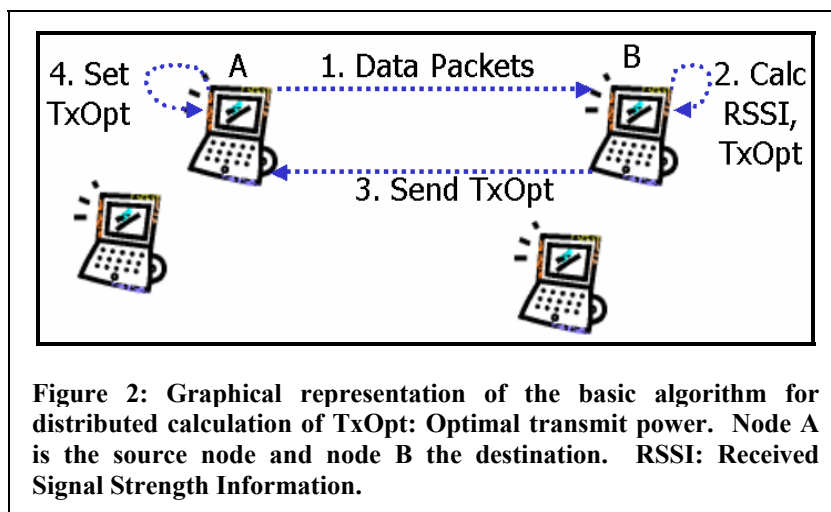 4. Set
TxOpt
A
1. Data Packets
B
2. Calc
RSSI,
TxOpt
3. Send TxOpt
Figure 2: Graphical representation of the basic algorithm for
distributed calculation of TxOpt: Optimal transmit power. Node A
is the source node and node B the destination. RSSI: Received
Signal Strength Information.